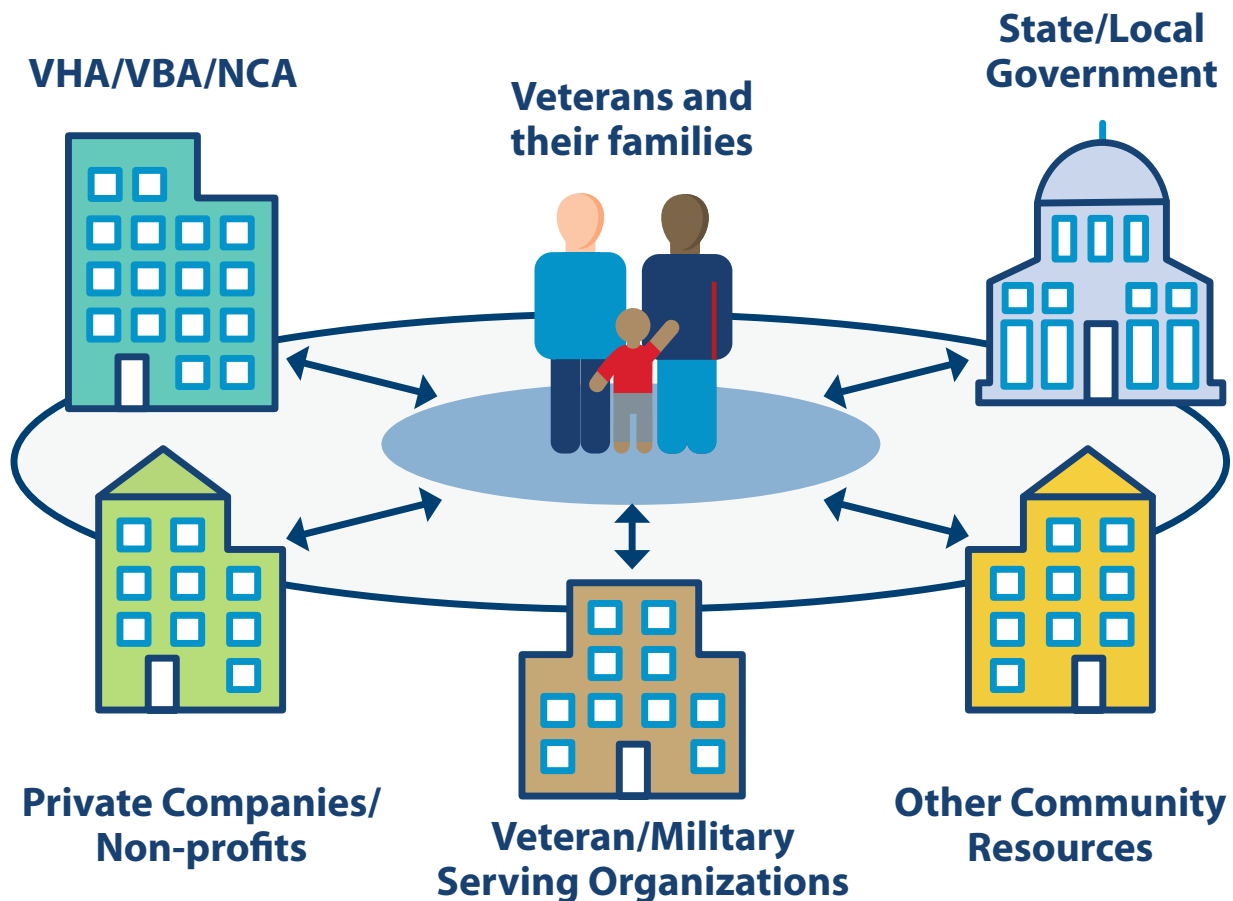 VHA/VBA/NCA
Veterans and
their families
State/Local
Government
Private Companies/
Non-profits
Veteran/Military
Serving Organizations
Other Community
Resources